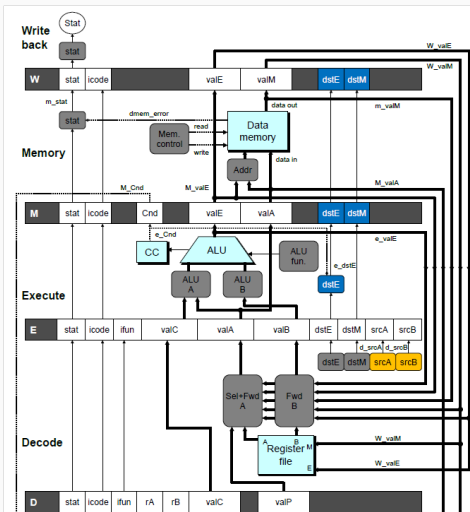 Stat
Write
back
stat
W_valE
W_valM
W stat icode valE valM dstE dstM
m_stat
data out
m_valM
dmem_error
stat
read
Mem.
control
write
Data
memory
Memory
data in
Addr
M_Cnd
M_valE
M_valA
M stat icode Cnd valE valA dstE dstM
e_Cnd
e_valE
CC
ALU
ALU
fun.
e_dstE
ALU
A
ALU
B
dstE
Execute
E stat icode ifun valC valA valB dstE dstM srcA srcB
d_srcA d_srcB
dstE dstM srcA srcB
Sel+Fwd
A
Fwd
B
Decode
A B M
Register
file
E
W_valM
W_valE
D stat icode ifun rA rB valC valP